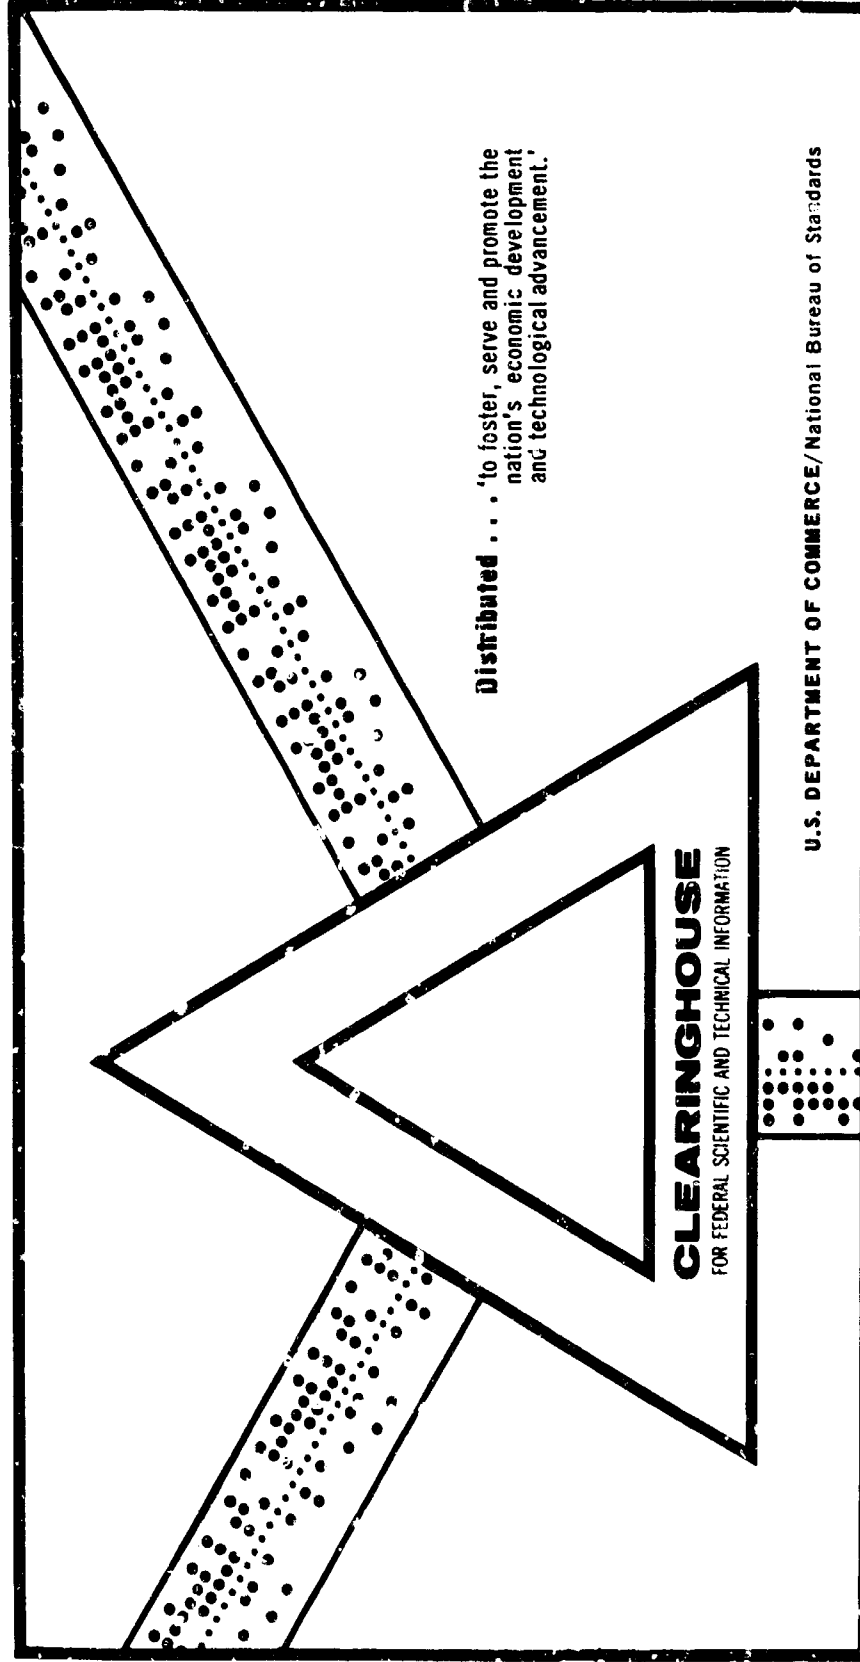 Distributed . . . 'to foster, serve and promote the
nation's economic development
and technological advancement.'
CLEARINGHOUSE
FOR FEDERAL SCIENTIFIC AND TECHNICAL INFORMATION
U.S. DEPARTMENT OF COMMERCE/National Bureau of Standards